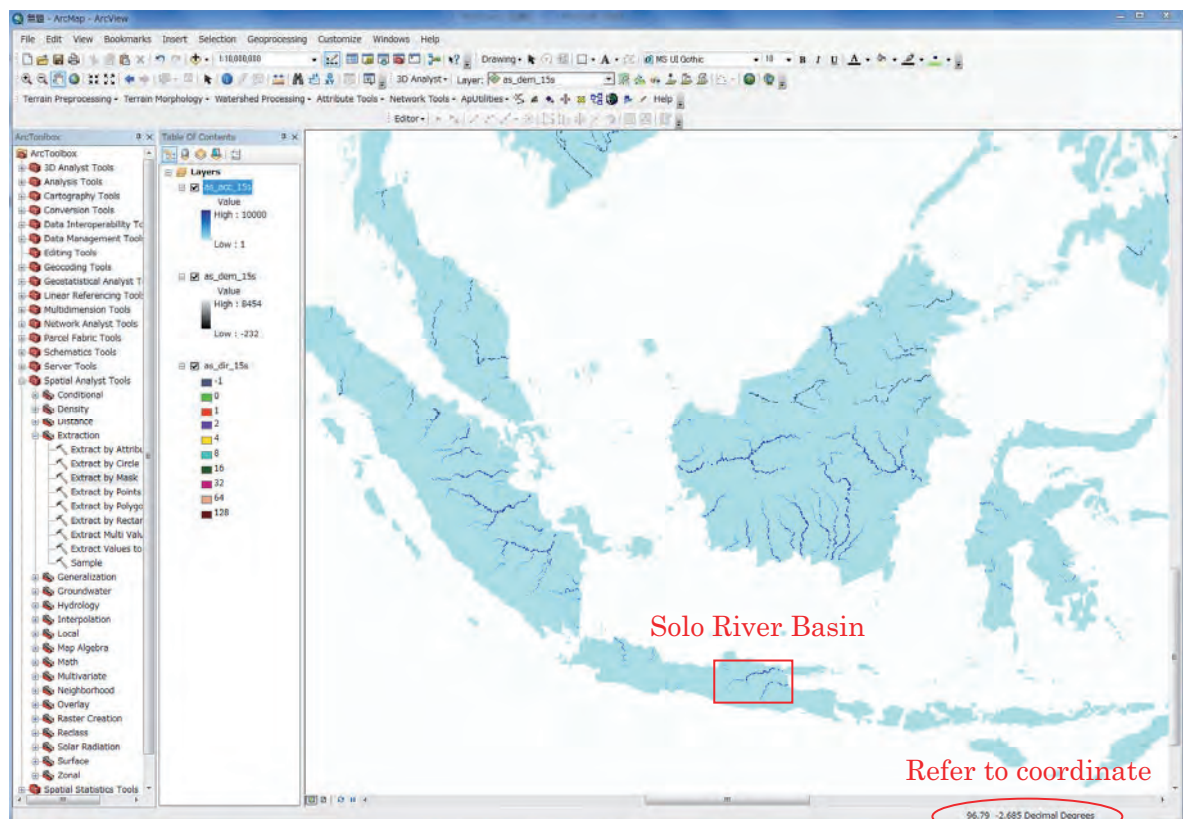 無題 - ArcMap - ArcView
File Edit View Bookmarks Insert Selection Geoprocessing Customize Windows Help
1:10,000,000
Drawing
MS UI Gothic
10
B I U A
3D Analyst
Layer:
as_dem_15s
Terrain Preprocessing
Terrain Morphology
Watershed Processing
Attribute Tools
Network Tools
ApUtilities
Help
Editor
ArcToolbox
ArcToolbox
3D Analyst Tools
Analysis Tools
Cartography Tools
Conversion Tools
Data Interoperability To
Data Management Tools
Editing Tools
Geocoding Tools
Geostatistical Analyst T
Linear Referencing Tools
Multidimension Tools
Network Analyst Tools
Parcel Fabric Tools
Schematics Tools
Server Tools
Spatial Analyst Tools
Conditional
Density
Distance
Extraction
Extract by Attribu
Extract by Circle
Extract by Mask
Extract by Points
Extract by Polygo
Extract by Rectar
Extract Multi Valu
Extract Values to
Sample
Generalization
Groundwater
Hydrology
Interpolation
Local
Map Algebra
Math
Multivariate
Neighborhood
Overlay
Raster Creation
Reclass
Solar Radiation
Surface
Zonal
Spatial Statistics Tools
Table Of Contents
Layers
as_acc_15s
Value
High : 10000
Low : 1
as_dem_15s
Value
High : 8454
Low : -232
as_dir_15s
-1
0
1
2
4
8
16
32
64
128
Solo River Basin
Refer to coordinate
96.79 -2.685 Decimal Degrees